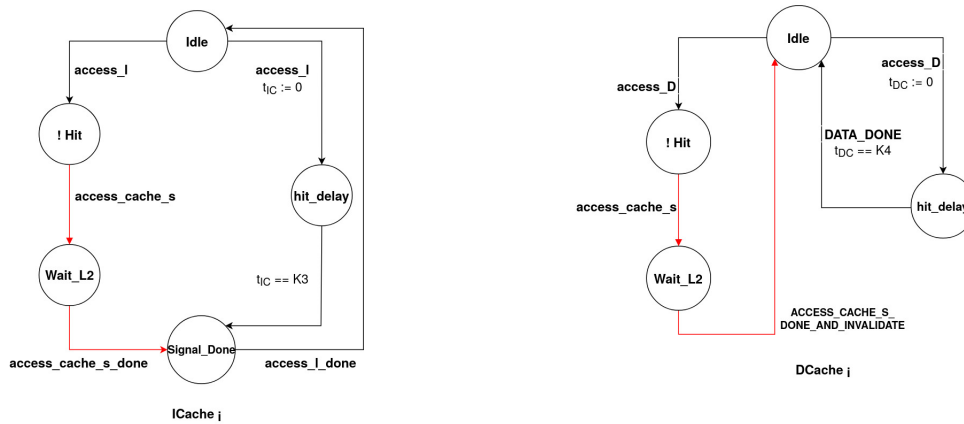 Idle
access_I
access_I
t_IC := 0
! Hit
hit_delay
access_cache_s
Wait_L2
t_IC == K3
Signal_Done
access_cache_s_done
access_I_done
ICache i
Idle
access_D
access_D
t_DC := 0
! Hit
DATA_DONE
t_DC == K4
hit_delay
access_cache_s
Wait_L2
ACCESS_CACHE_S_
DONE_AND_INVALIDATE
DCache i